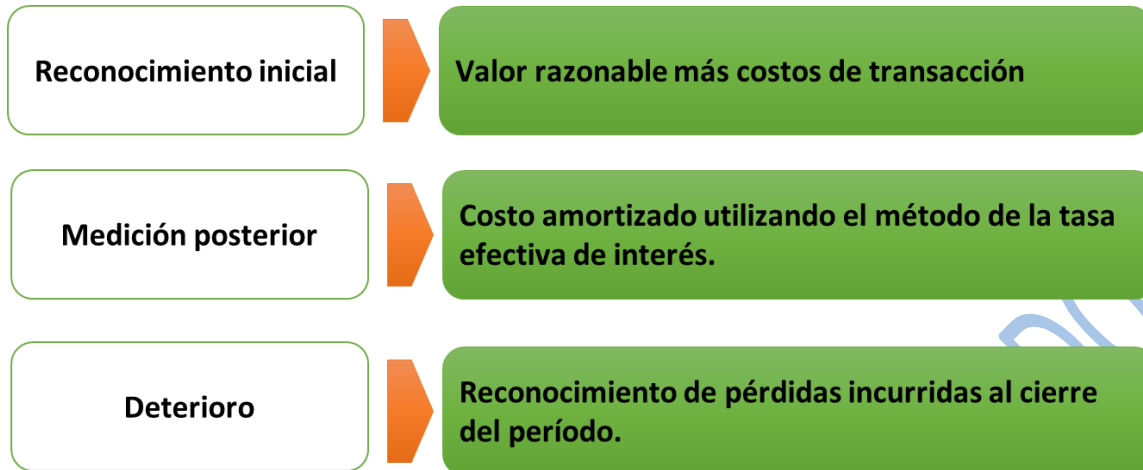 Reconocimiento inicial
Valor razonable más costos de transacción
Medición posterior
Costo amortizado utilizando el método de la tasa
efectiva de interés.
Deterioro
Reconocimiento de pérdidas incurridas al cierre
del período.